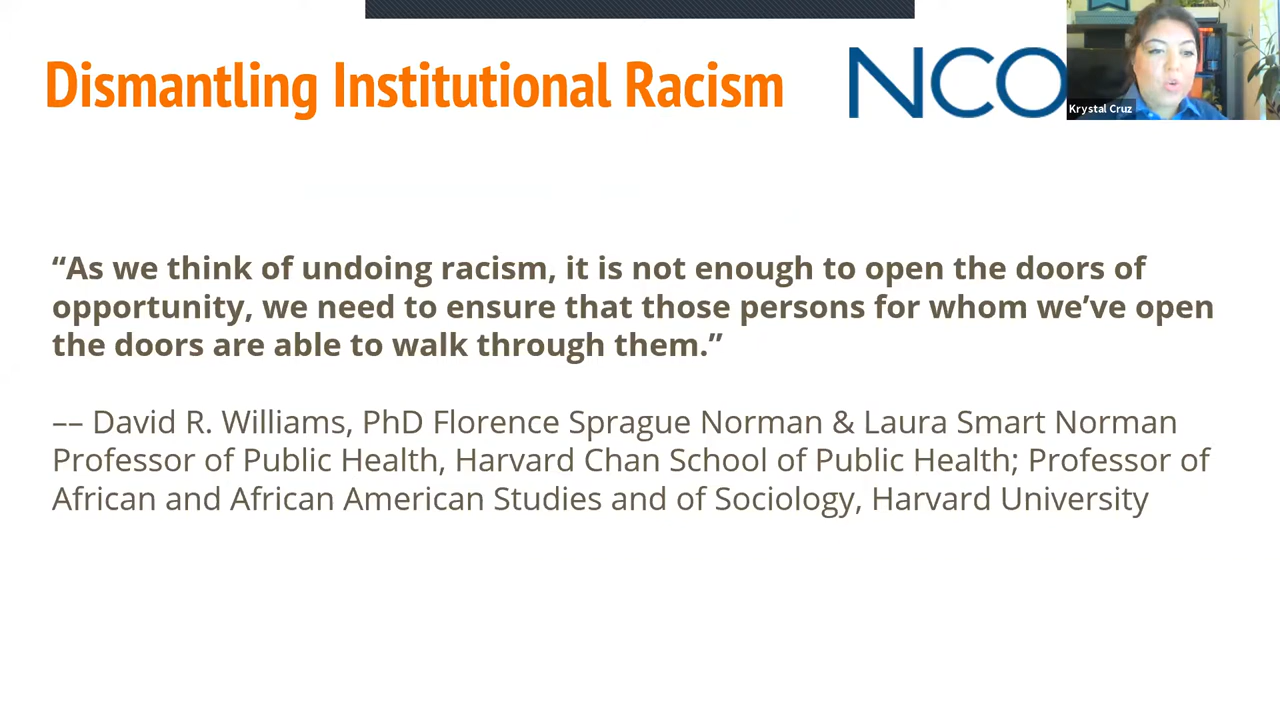 Dismantling Institutional Racism
NCO
Krystal Cruz
“As we think of undoing racism, it is not enough to open the doors of
opportunity, we need to ensure that those persons for whom we’ve open
the doors are able to walk through them.”
–– David R. Williams, PhD Florence Sprague Norman & Laura Smart Norman
Professor of Public Health, Harvard Chan School of Public Health; Professor of
African and African American Studies and of Sociology, Harvard University